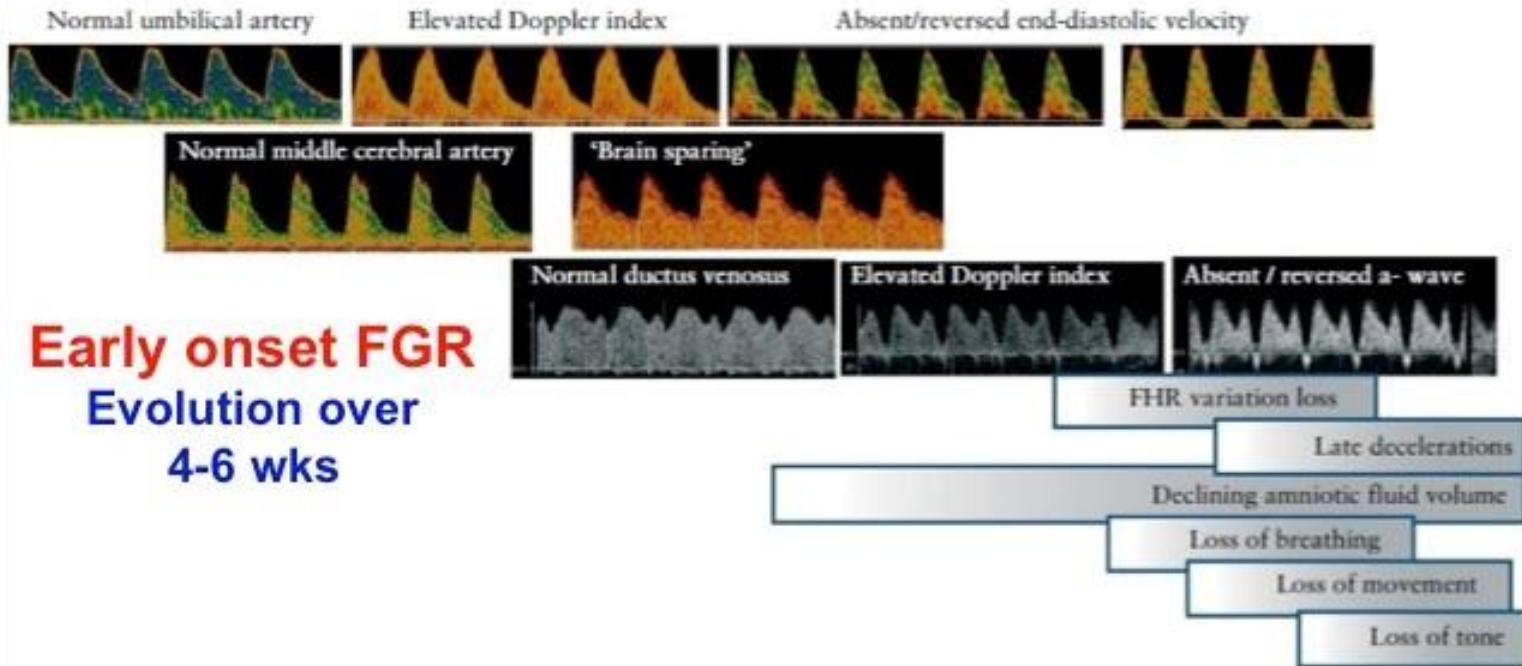 Normal umbilical artery
Elevated Doppler index
Absent/reversed end-diastolic velocity
Normal middle cerebral artery
'Brain sparing'
Normal ductus venosus
Elevated Doppler index
Absent / reversed a- wave
Early onset FGR
Evolution over
4-6 wks
FHR variation loss
Late decelerations
Declining amniotic fluid volume
Loss of breathing
Loss of movement
Loss of tone